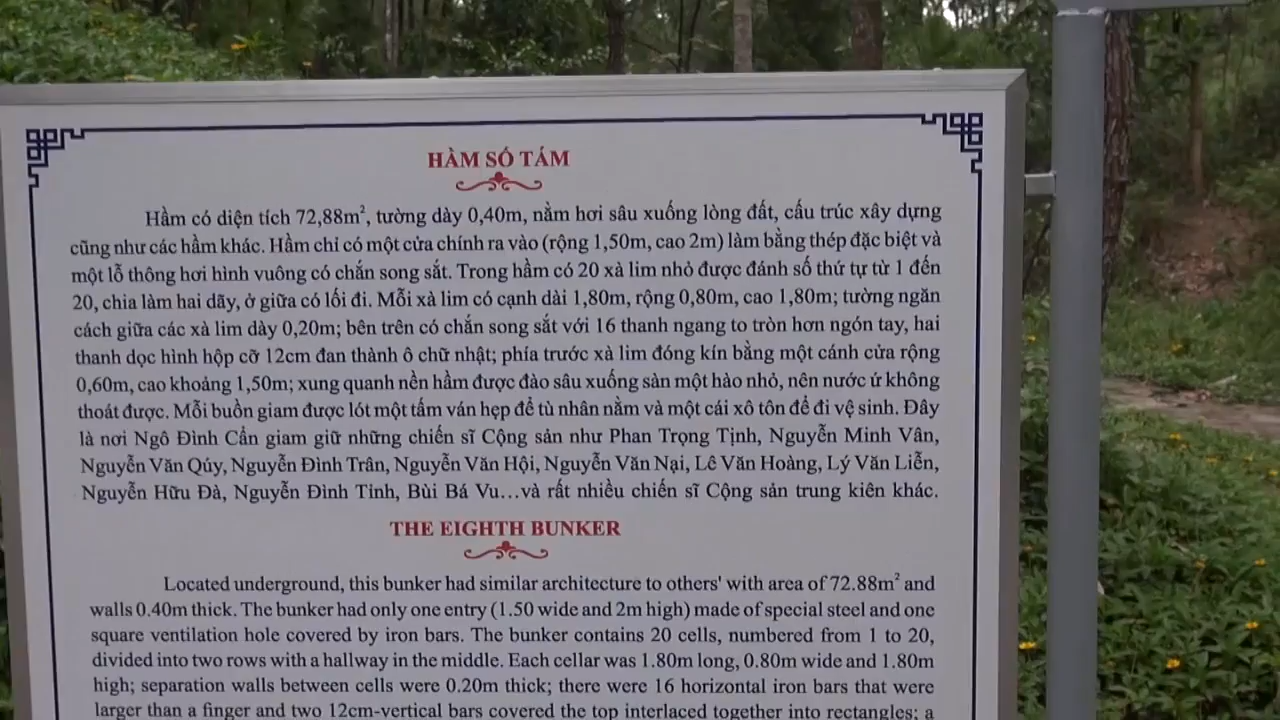 HẦM SỐ TÁM
Hầm có diện tích 72,88m², tường dày 0,40m, nằm hơi sâu xuống lòng đất, cấu trúc xây dựng
cũng như các hầm khác. Hầm chỉ có một cửa chính ra vào (rộng 1,50m, cao 2m) làm bằng thép đặc biệt và
một lỗ thông hơi hình vuông có chắn song sắt. Trong hầm có 20 xà lim nhỏ được đánh số thứ tự từ 1 đến
20, chia làm hai dãy, ở giữa có lối đi. Mỗi xà lim có cạnh dài 1,80m, rộng 0,80m, cao 1,80m; tường ngăn
cách giữa các xà lim dày 0,20m; bên trên có chắn song sắt với 16 thanh ngang to tròn hơn ngón tay, hai
thanh dọc hình hộp cỡ 12cm đan thành ô chữ nhật; phía trước xà lim đóng kín bằng một cánh cửa rộng
0,60m, cao khoảng 1,50m; xung quanh nền hầm được đào sâu xuống sàn một hào nhỏ, nên nước ứ không
thoát được. Mỗi buồn giam được lót một tấm ván hẹp để tù nhân nằm và một cái xô tôn để đi vệ sinh. Đây
là nơi Ngô Đình Cẩn giam giữ những chiến sĩ Cộng sản như Phan Trọng Tịnh, Nguyễn Minh Vân,
Nguyễn Văn Qúy, Nguyễn Đình Trân, Nguyễn Văn Hội, Nguyễn Văn Nại, Lê Văn Hoàng, Lý Văn Liễn,
Nguyễn Hữu Đà, Nguyễn Đình Tinh, Bùi Bá Vu…và rất nhiều chiến sĩ Cộng sản trung kiên khác.
THE EIGHTH BUNKER
Located underground, this bunker had similar architecture to others' with area of 72.88m² and
walls 0.40m thick. The bunker had only one entry (1.50 wide and 2m high) made of special steel and one
square ventilation hole covered by iron bars. The bunker contains 20 cells, numbered from 1 to 20,
divided into two rows with a hallway in the middle. Each cellar was 1.80m long, 0.80m wide and 1.80m
high; separation walls between cells were 0.20m thick; there were 16 horizontal iron bars that were
larger than a finger and two 12cm-vertical bars covered the top interlaced together into rectangles; a